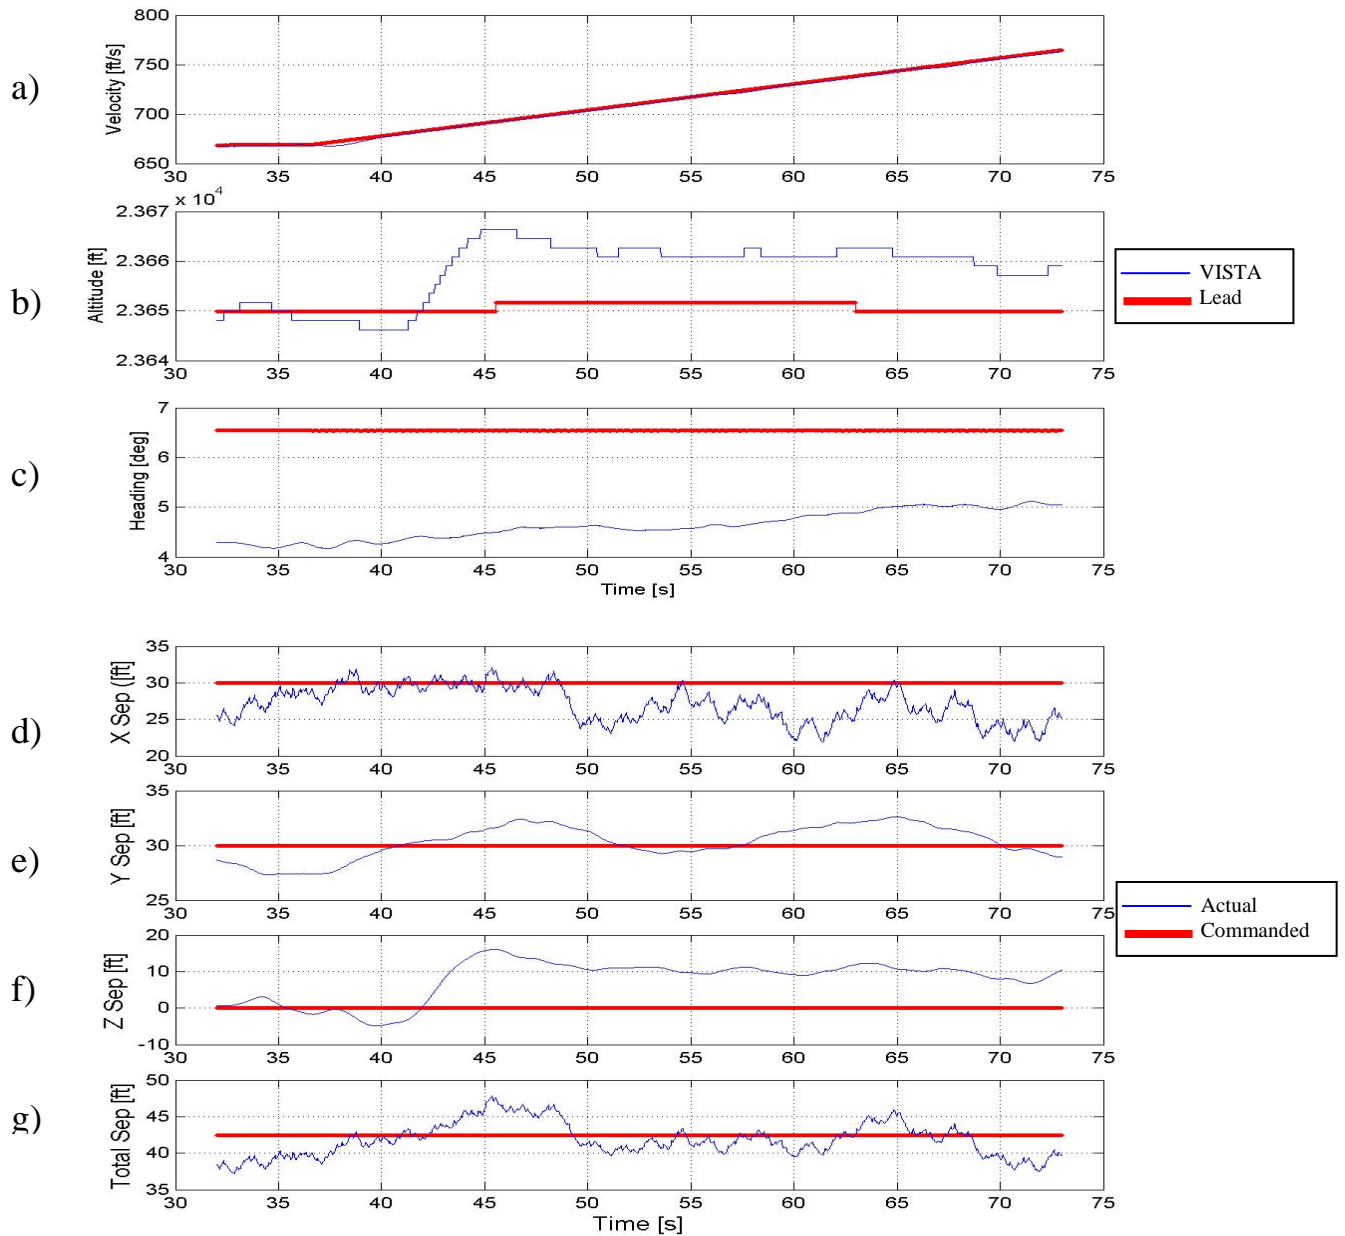 a)
Velocity [ft/s]
800
750
700
650
30 35 40 45 50 55 60 65 70 75
x 10⁴
b)
Altitude [ft]
2.367
2.366
2.365
2.364
30 35 40 45 50 55 60 65 70 75
VISTA
Lead
c)
Heading [deg]
7
6
5
4
30 35 40 45 50 55 60 65 70 75
Time [s]
d)
X Sep ([ft]
35
30
25
20
30 35 40 45 50 55 60 65 70 75
e)
Y Sep [ft]
35
30
25
30 35 40 45 50 55 60 65 70 75
Actual
Commanded
f)
Z Sep [ft]
20
10
0
-10
30 35 40 45 50 55 60 65 70 75
g)
Total Sep [ft]
50
45
40
35
30 35 40 45 50 55 60 65 70 75
Time [s]